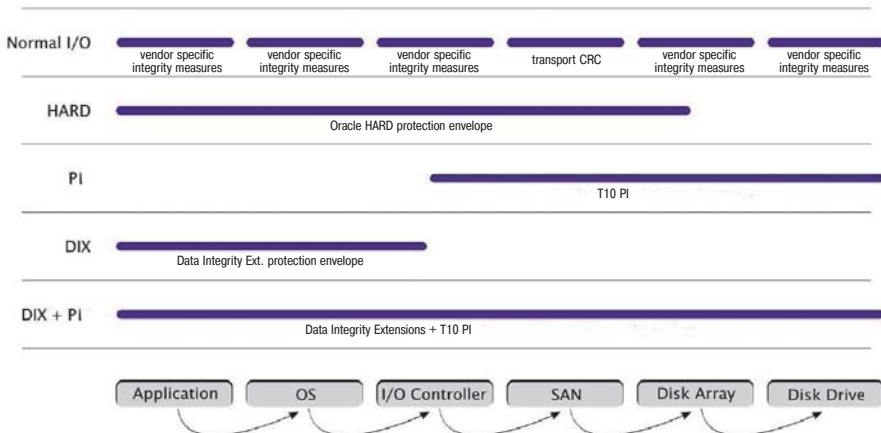 Normal I/O
vendor specific
integrity measures
vendor specific
integrity measures
vendor specific
integrity measures
transport CRC
vendor specific
integrity measures
vendor specific
integrity measures
HARD
Oracle HARD protection envelope
PI
T10 PI
DIX
Data Integrity Ext. protection envelope
DIX + PI
Data Integrity Extensions + T10 PI
Application
OS
I/O Controller
SAN
Disk Array
Disk Drive